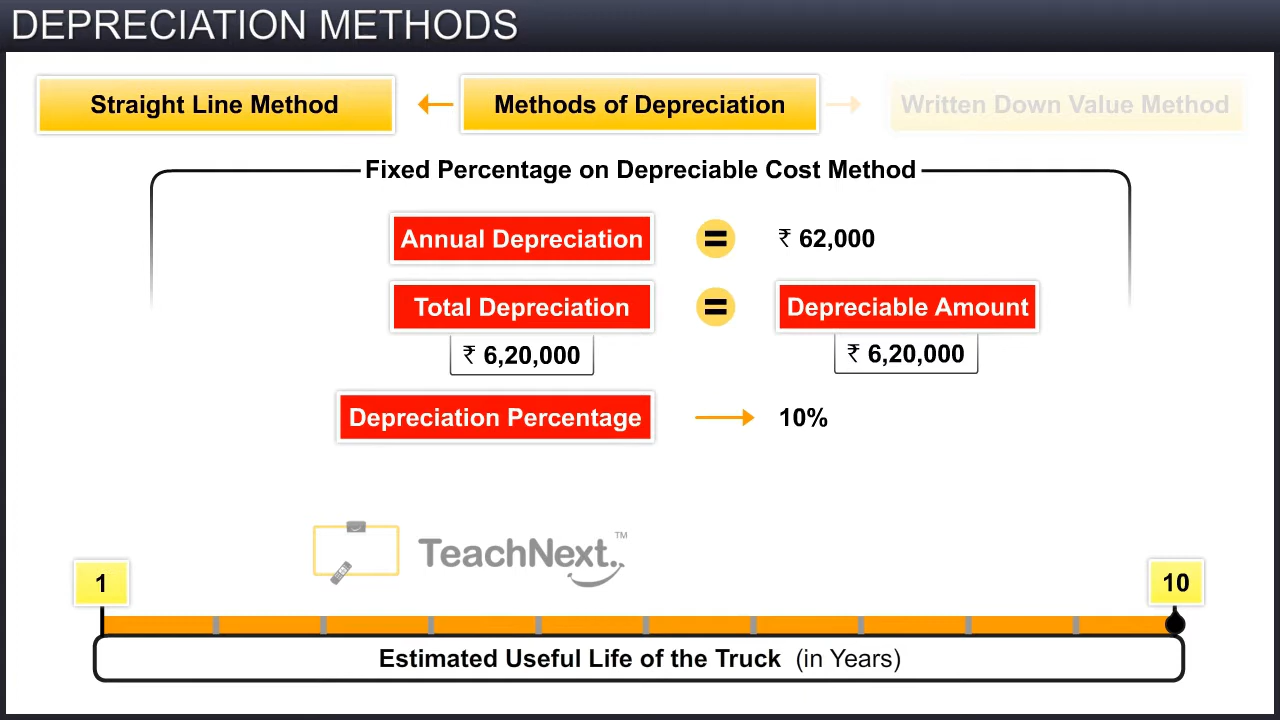 DEPRECIATION METHODS
Straight Line Method
Methods of Depreciation
Written Down Value Method
Fixed Percentage on Depreciable Cost Method
Annual Depreciation = ₹ 62,000
Total Depreciation = Depreciable Amount
₹ 6,20,000 ₹ 6,20,000
Depreciation Percentage → 10%
TeachNext.™
1 10
Estimated Useful Life of the Truck (in Years)